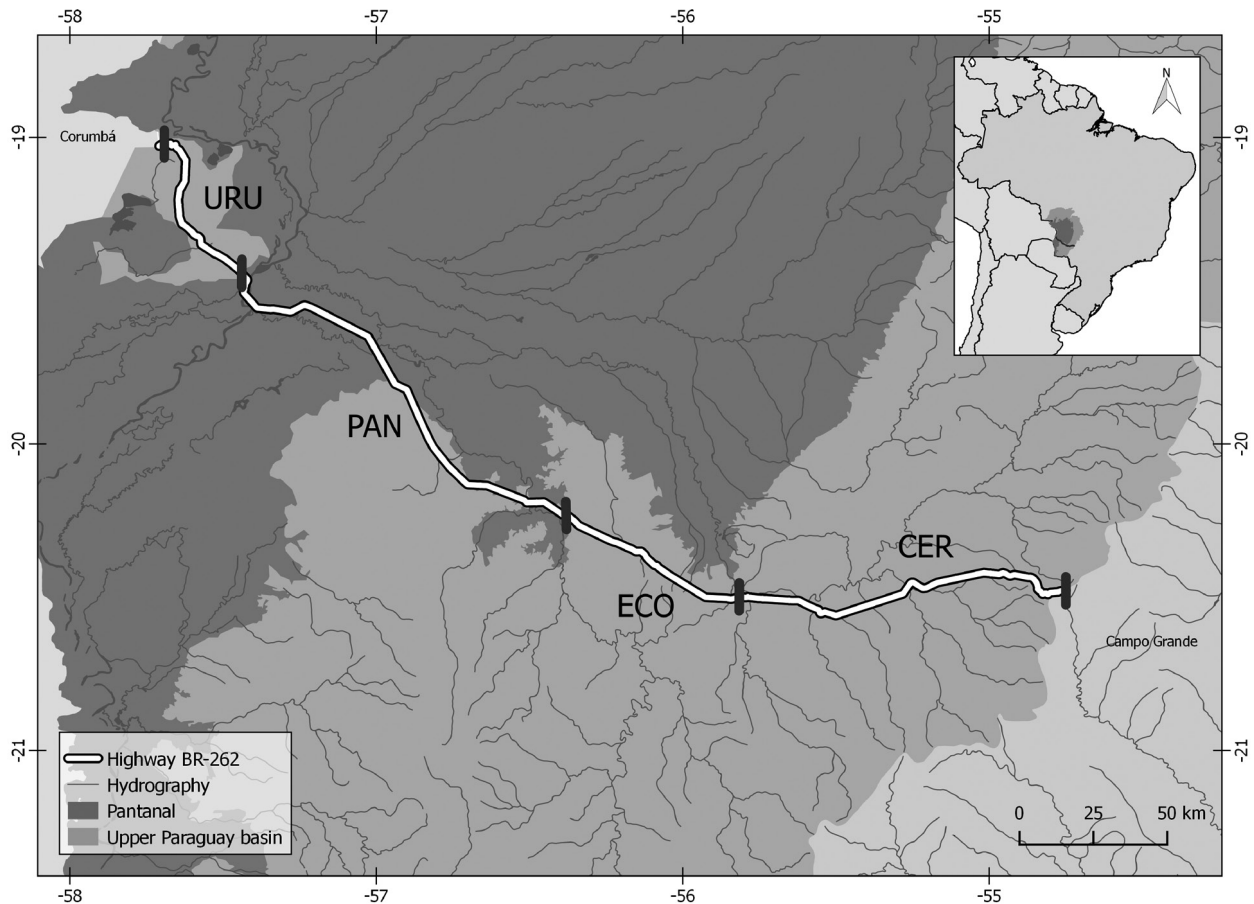 -58 -57 -56 -55
N
-19 -19
Corumbá
URU
PAN
-20 -20
CER
ECO
Campo Grande
-21 -21
Highway BR-262
Hydrography
Pantanal
Upper Paraguay basin
0 25 50 km
-58 -57 -56 -55